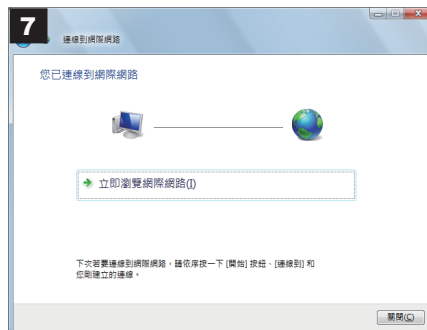 7
連線到網際網路
您已連線到網際網路
立即瀏覽網際網路(I)
下次若要連線到網際網路，請依序按一下 [開始] 按鈕、[連線到] 和
您剛建立的連線。
關閉(C)